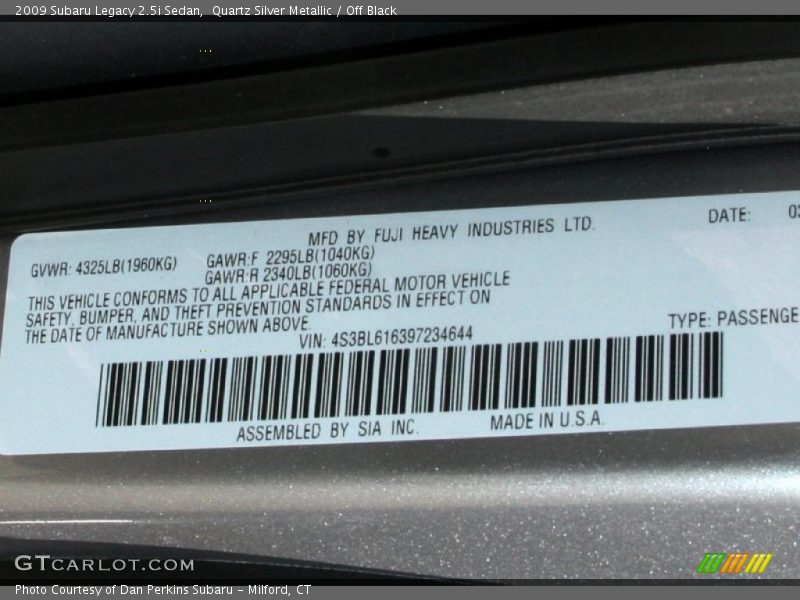 2009 Subaru Legacy 2.5i Sedan,  Quartz Silver Metallic / Off Black
MFD BY FUJI HEAVY INDUSTRIES LTD. DATE: 03
GVWR: 4325LB(1960KG) GAWR:F 2295LB(1040KG)
GAWR:R 2340LB(1060KG)
THIS VEHICLE CONFORMS TO ALL APPLICABLE FEDERAL MOTOR VEHICLE
SAFETY, BUMPER, AND THEFT PREVENTION STANDARDS IN EFFECT ON
THE DATE OF MANUFACTURE SHOWN ABOVE.
VIN: 4S3BL616397234644 TYPE: PASSENGE
ASSEMBLED BY SIA INC. MADE IN U.S.A.
GTCARLOT.COM
Photo Courtesy of Dan Perkins Subaru – Milford, CT